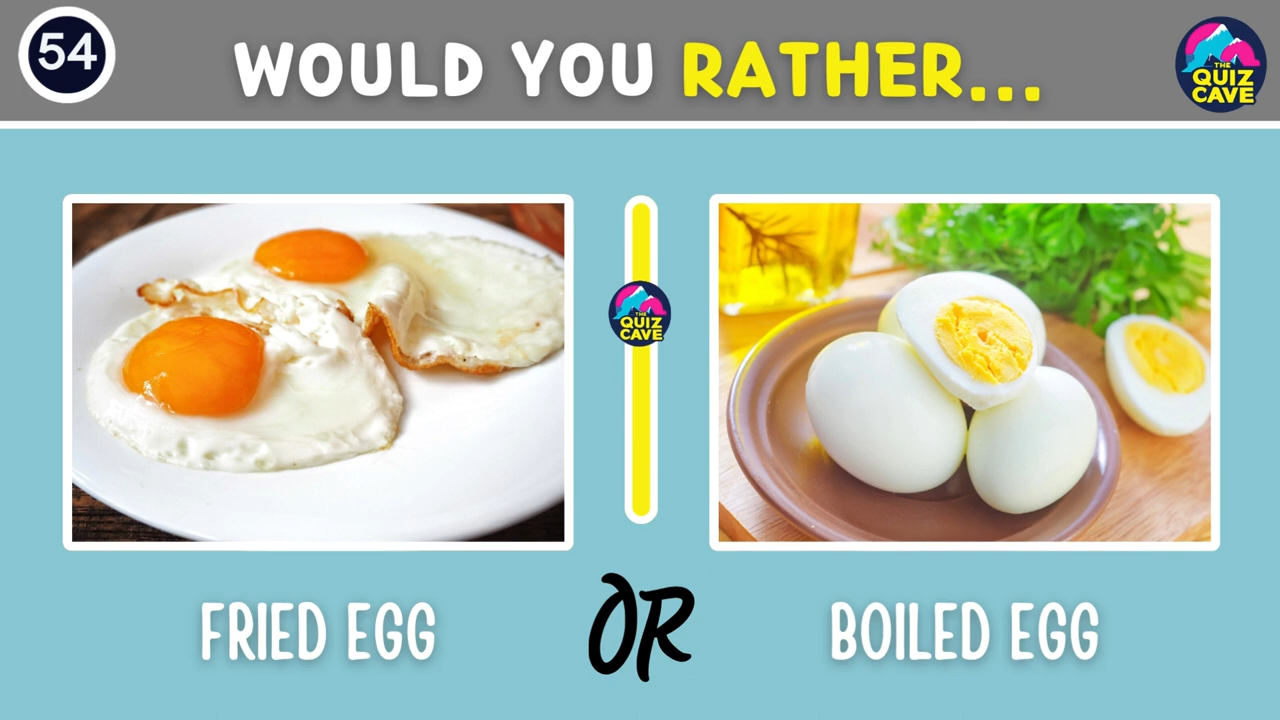 54
WOULD YOU RATHER...
THE
QUIZ
CAVE
THE
QUIZ
CAVE
FRIED EGG
OR
BOILED EGG